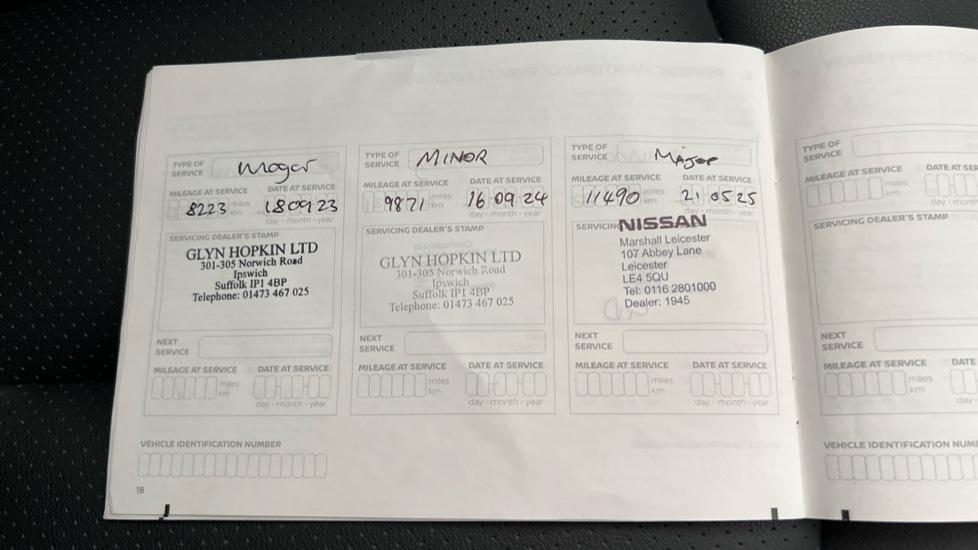 TYPE OF SERVICE Mogor
MILEAGE AT SERVICE DATE AT SERVICE
8223 miles km 180923
day - month - year
SERVICING DEALER'S STAMP
GLYN HOPKIN LTD
301-305 Norwich Road
Ipswich
Suffolk IP1 4BP
Telephone: 01473 467 025
NEXT SERVICE
MILEAGE AT SERVICE DATE AT SERVICE
miles km
day - month - year
TYPE OF SERVICE MINOR
MILEAGE AT SERVICE DATE AT SERVICE
9871 miles km 16 09 24
day - month - year
SERVICING DEALER'S STAMP
GLYN HOPKIN LTD
301-305 Norwich Road
Ipswich
Suffolk IP1 4BP
Telephone: 01473 467 025
NEXT SERVICE
MILEAGE AT SERVICE DATE AT SERVICE
miles km
day - month - year
TYPE OF SERVICE MAJOR
MILEAGE AT SERVICE DATE AT SERVICE
11490 miles km 21 05 25
day - month - year
SERVICING NISSAN
Marshall Leicester
107 Abbey Lane
Leicester
LE4 5QU
Tel: 0116 2801000
Dealer: 1945
NEXT SERVICE
MILEAGE AT SERVICE DATE AT SERVICE
miles km
day - month - year
VEHICLE IDENTIFICATION NUMBER
18
TYPE OF SERVICE
MILEAGE AT SERVICE DATE AT SER
miles km
day - m
SERVICING DEALER'S STAMP
NEXT SERVICE
MILEAGE AT SERVICE DATE
miles km
day -
VEHICLE IDENTIFICATION NUM